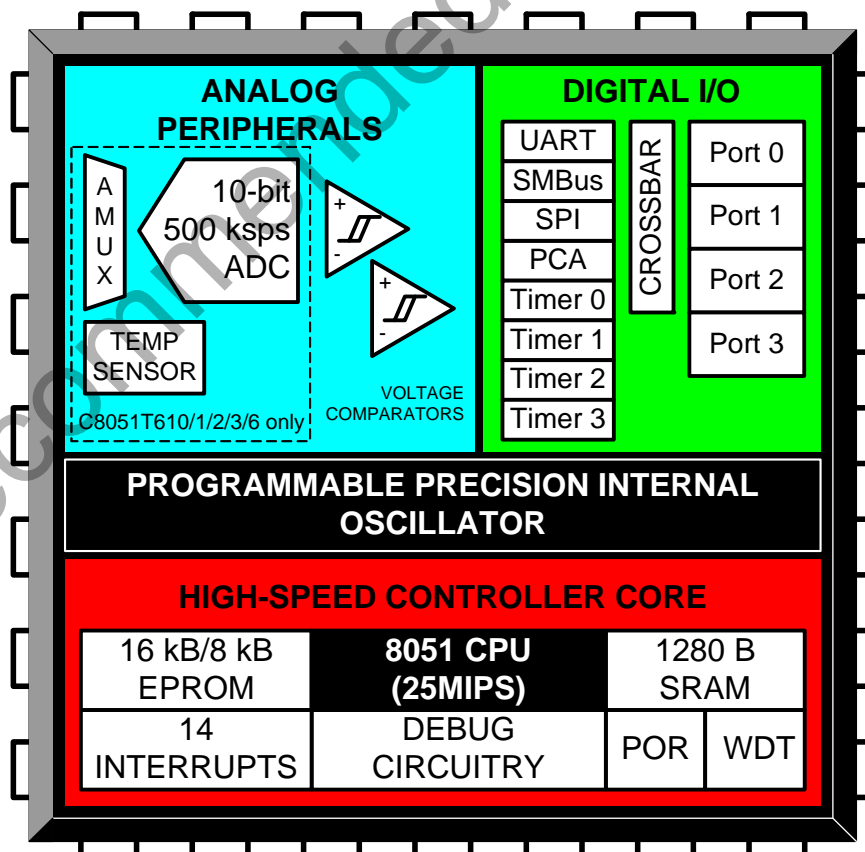 ANALOG
PERIPHERALS
A
M
U
X
10-bit
500 ksps
ADC
+
-
+
-
TEMP
SENSOR
VOLTAGE
COMPARATORS
C8051T610/1/2/3/6 only
DIGITAL I/O
UART
SMBus
SPI
PCA
Timer 0
Timer 1
Timer 2
Timer 3
CROSSBAR
Port 0
Port 1
Port 2
Port 3
PROGRAMMABLE PRECISION INTERNAL
OSCILLATOR
HIGH-SPEED CONTROLLER CORE
16 kB/8 kB
EPROM
8051 CPU
(25MIPS)
1280 B
SRAM
14
INTERRUPTS
DEBUG
CIRCUITRY
POR
WDT
ecommended